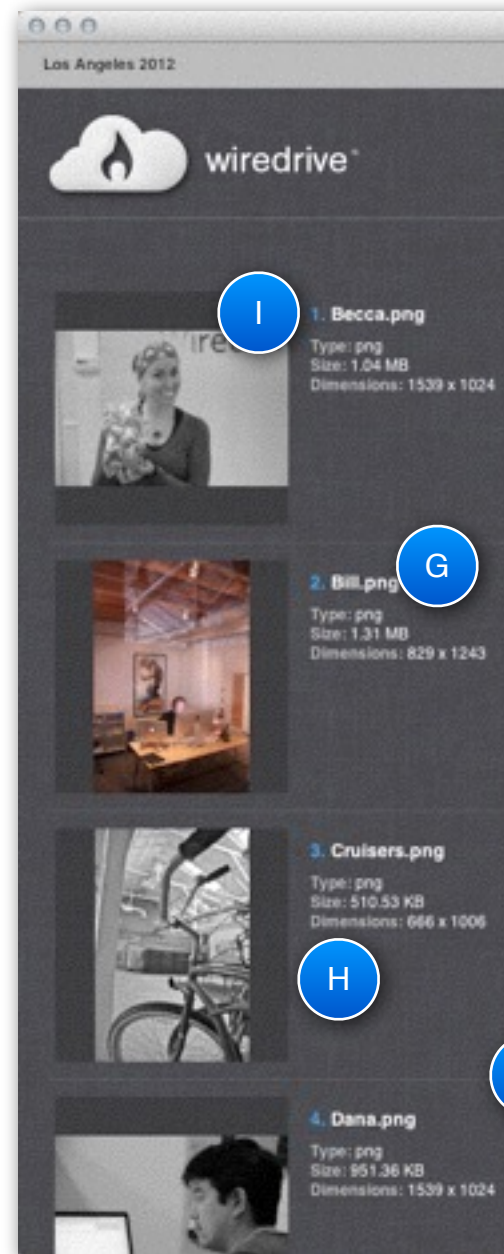 Los Angeles 2012
wiredrive™
I
1. Becca.png
Type: png
Size: 1.04 MB
Dimensions: 1539 x 1024
G
2. Bill.png
Type: png
Size: 1.31 MB
Dimensions: 829 x 1243
3. Cruisers.png
Type: png
Size: 510.53 KB
Dimensions: 666 x 1006
H
4. Dana.png
Type: png
Size: 951.36 KB
Dimensions: 1539 x 1024